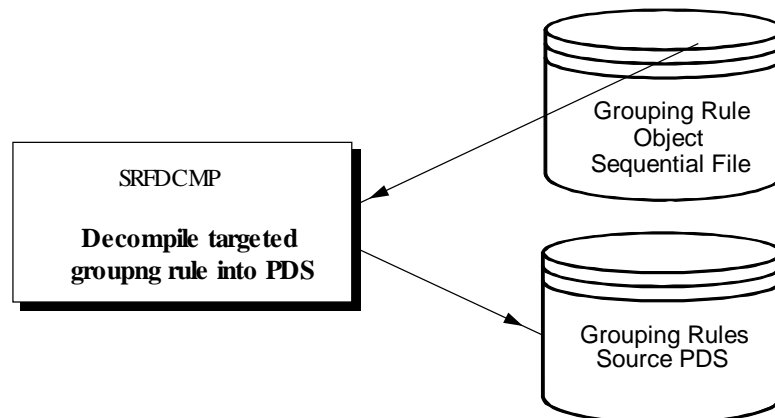 SRFDCMP
Decompile targeted
groupng rule into PDS
Grouping Rule
Object
Sequential File
Grouping Rules
Source PDS